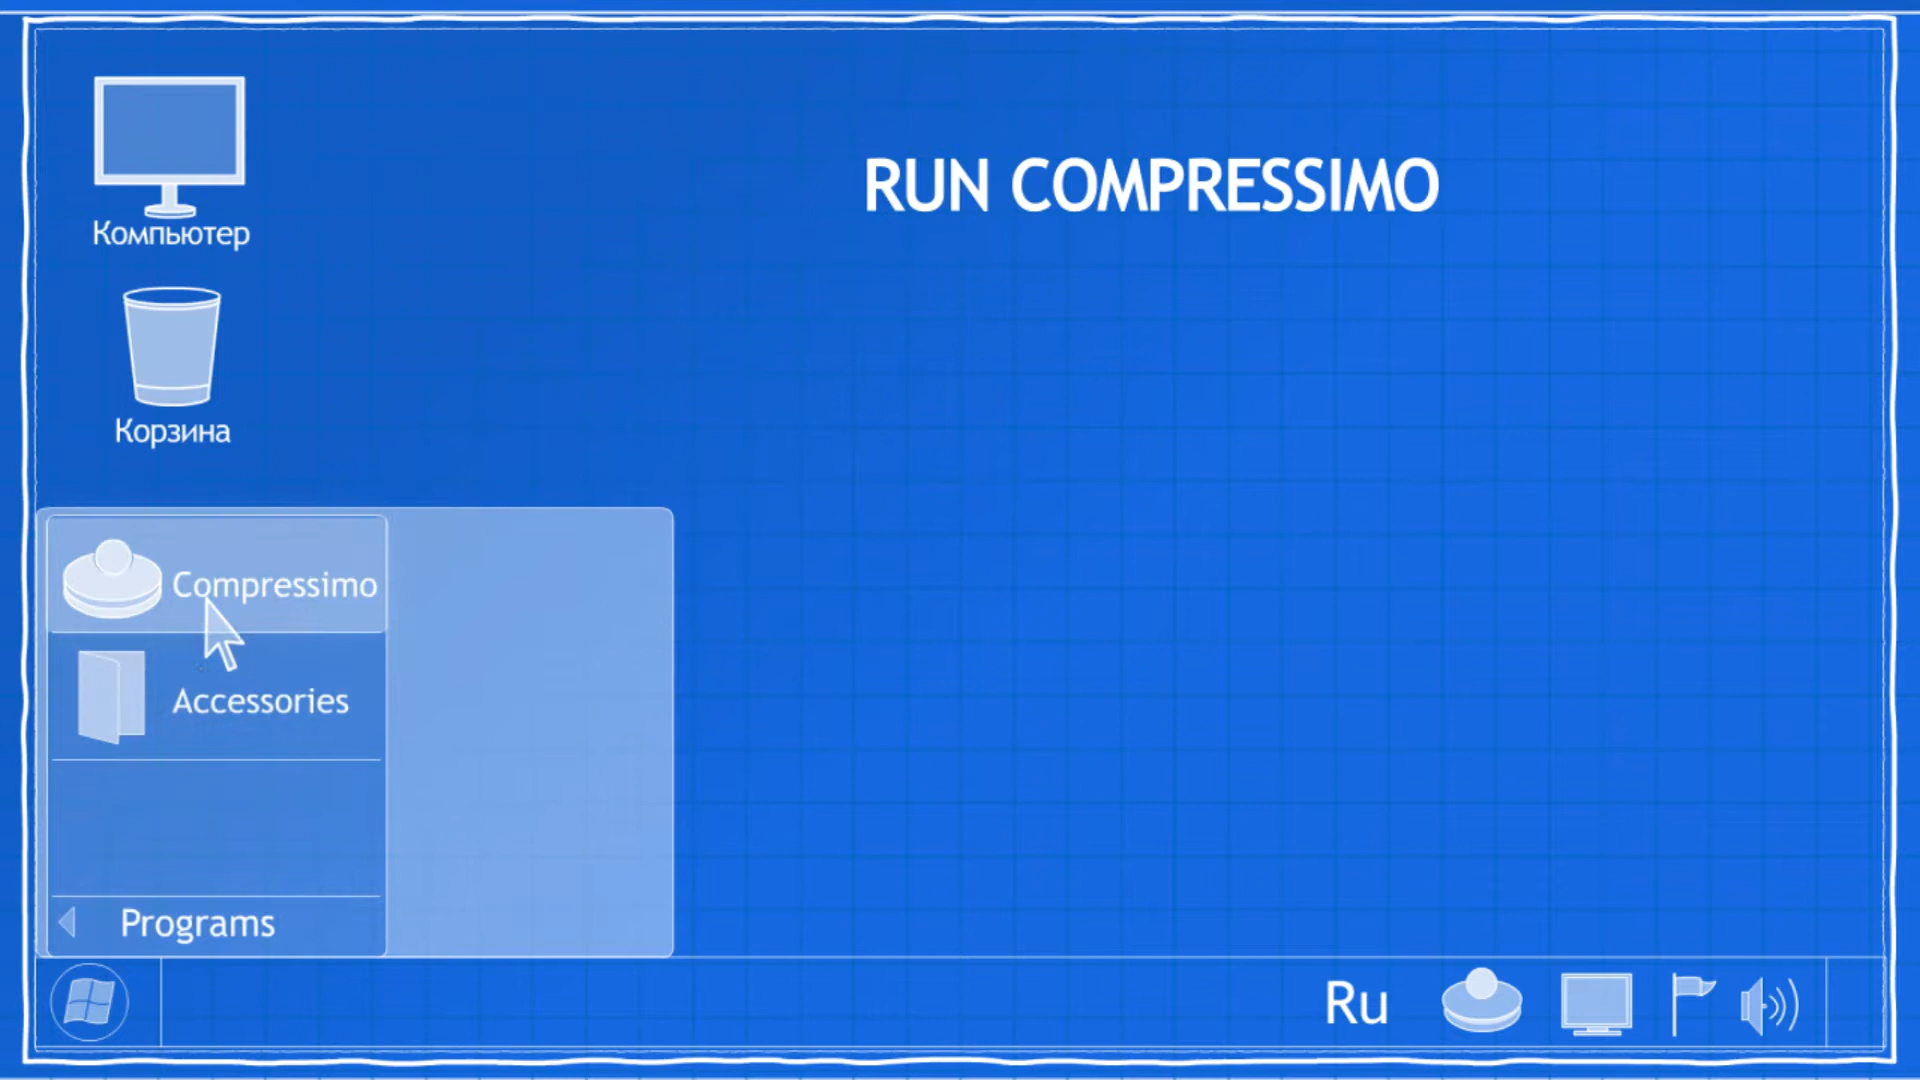 RUN COMPRESSIMO
Компьютер
Корзина
Compressimo
Accessories
Programs
Ru